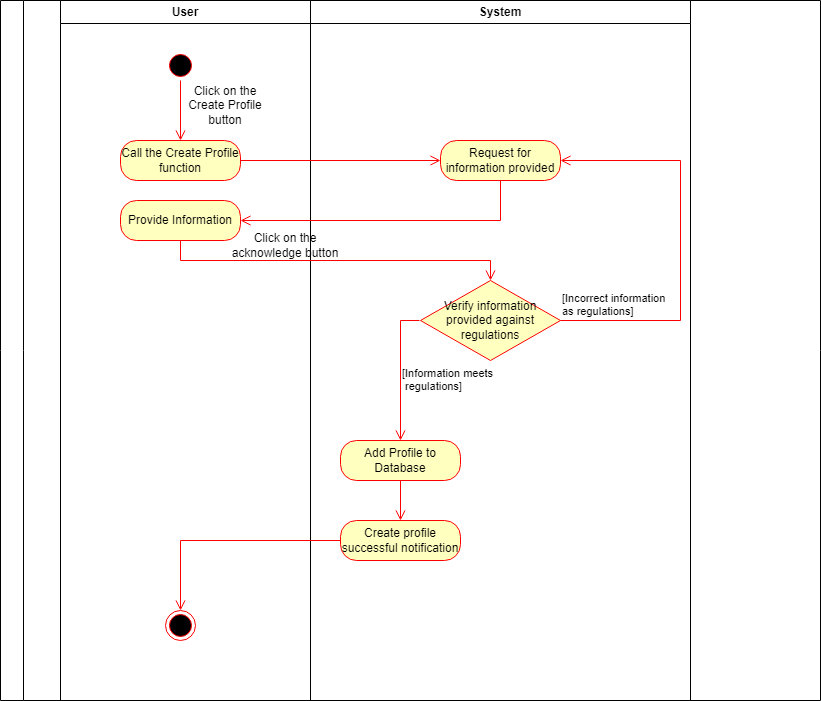 User
System
Click on the
Create Profile
button
Call the Create Profile
function
Request for
information provided
Provide Information
Click on the
acknowledge button
Verify information
provided against
regulations
[Incorrect information
as regulations]
[Information meets
regulations]
Add Profile to
Database
Create profile
successful notification